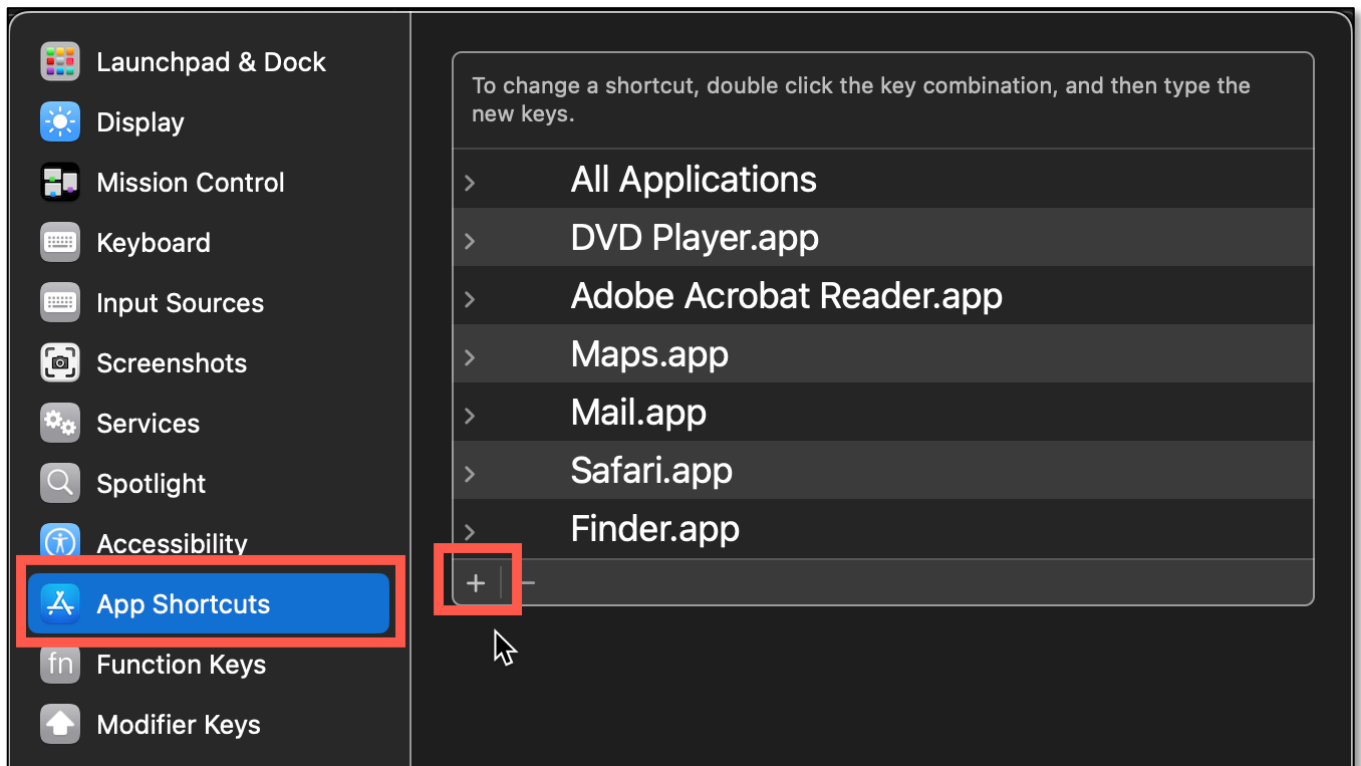 Launchpad & Dock
Display
Mission Control
Keyboard
Input Sources
Screenshots
Services
Spotlight
Accessibility
App Shortcuts
fn Function Keys
Modifier Keys
To change a shortcut, double click the key combination, and then type the
new keys.
All Applications
DVD Player.app
Adobe Acrobat Reader.app
Maps.app
Mail.app
Safari.app
Finder.app
+ −